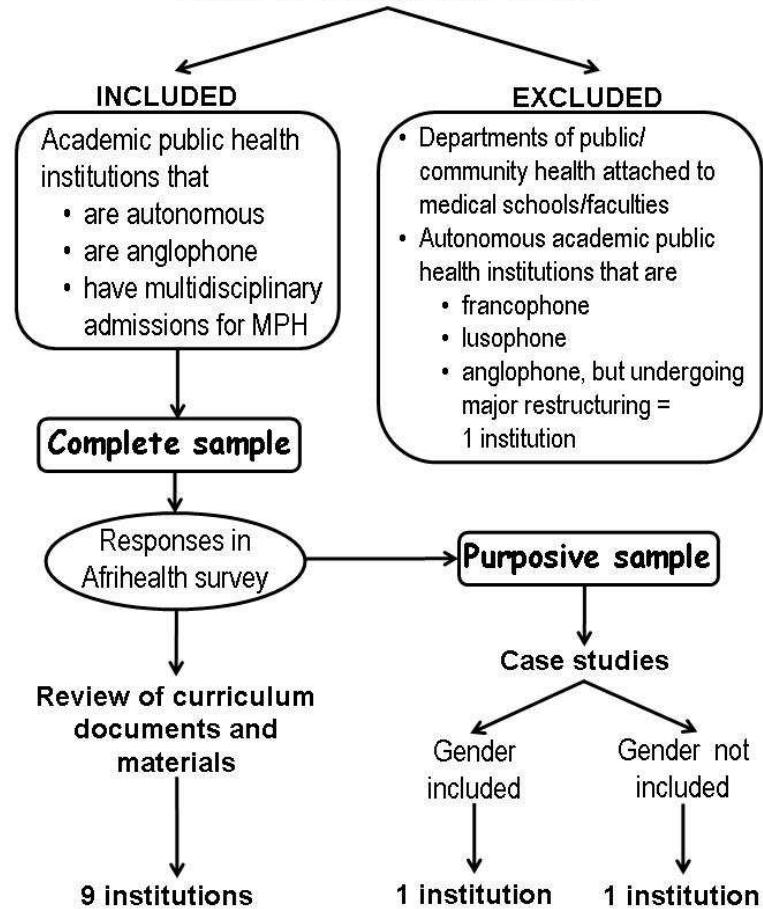 INCLUDED
Academic public health
institutions that
• are autonomous
• are anglophone
• have multidisciplinary
admissions for MPH
EXCLUDED
• Departments of public/
community health attached to
medical schools/faculties
• Autonomous academic public
health institutions that are
• francophone
• lusophone
• anglophone, but undergoing
major restructuring =
1 institution
Complete sample
Responses in
Afrihealth survey
Purposive sample
Review of curriculum
documents and
materials
Case studies
Gender
included
Gender not
included
9 institutions
1 institution
1 institution